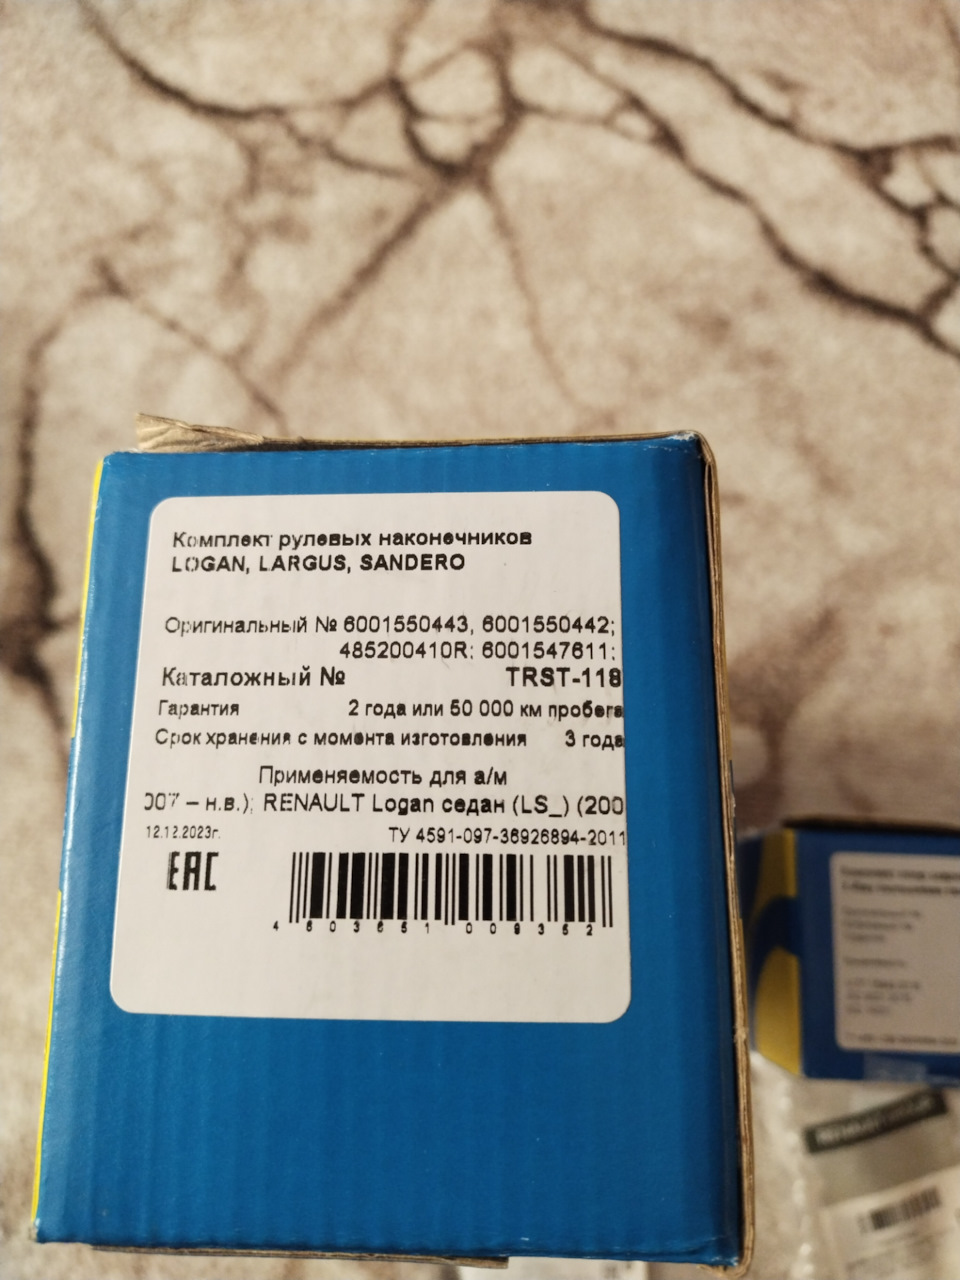 Комплект рулевых наконечников
LOGAN, LARGUS, SANDERO
Оригинальный № 6001550443, 6001550442;
485200410R; 6001547611;
Каталожный № TRST-118
Гарантия 2 года или 50 000 км пробега
Срок хранения с момента изготовления 3 года
Применяемость для а/м
007 – н.в.); RENAULT Logan седан (LS_) (200
12.12.2023г. ТУ 4591-097-36926894-2011
EAC
4 603651 009352